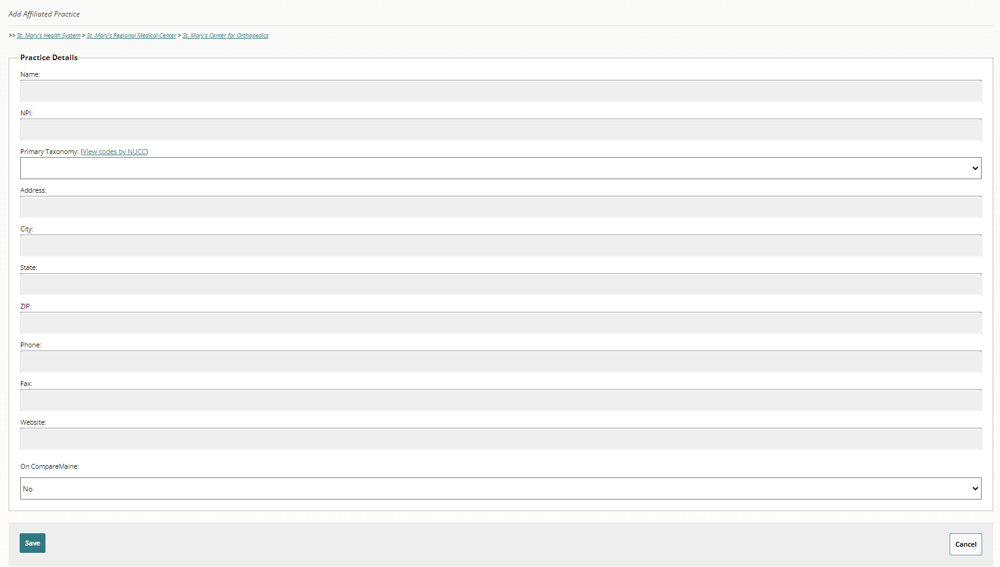 Add Affiliated Practice
>> St. Mary's Health System > St. Mary's Regional Medical Center > St. Mary's Center for Orthopedics
Practice Details
Name:
NPI:
Primary Taxonomy: (View codes by NUCC)
Address:
City:
State:
ZIP:
Phone:
Fax:
Website:
On CompareMaine:
No
Save
Cancel